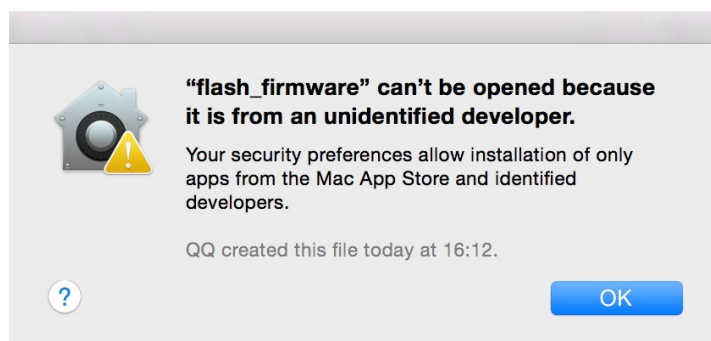 “flash_firmware” can’t be opened because
it is from an unidentified developer.
Your security preferences allow installation of only
apps from the Mac App Store and identified
developers.
QQ created this file today at 16:12.
?
OK